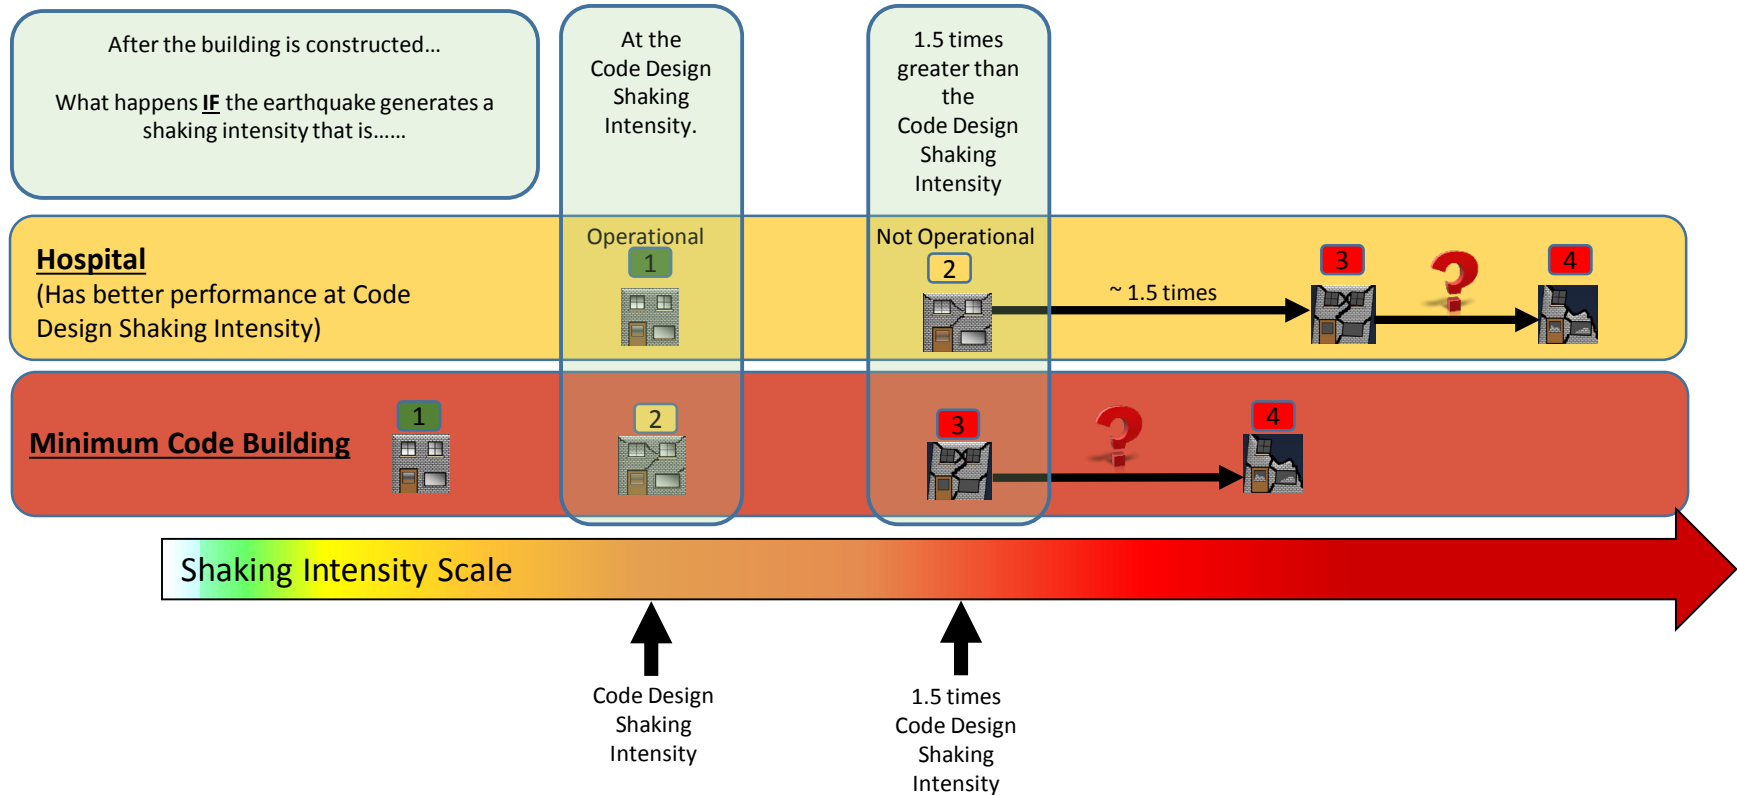 After the building is constructed...
What happens IF the earthquake generates a
shaking intensity that is......
At the
Code Design
Shaking
Intensity.
1.5 times
greater than
the
Code Design
Shaking
Intensity
Hospital
(Has better performance at Code
Design Shaking Intensity)
Operational
1
Not Operational
2
~ 1.5 times
3
?
4
Minimum Code Building
1
2
3
?
4
Shaking Intensity Scale
Code Design
Shaking
Intensity
1.5 times
Code Design
Shaking
Intensity